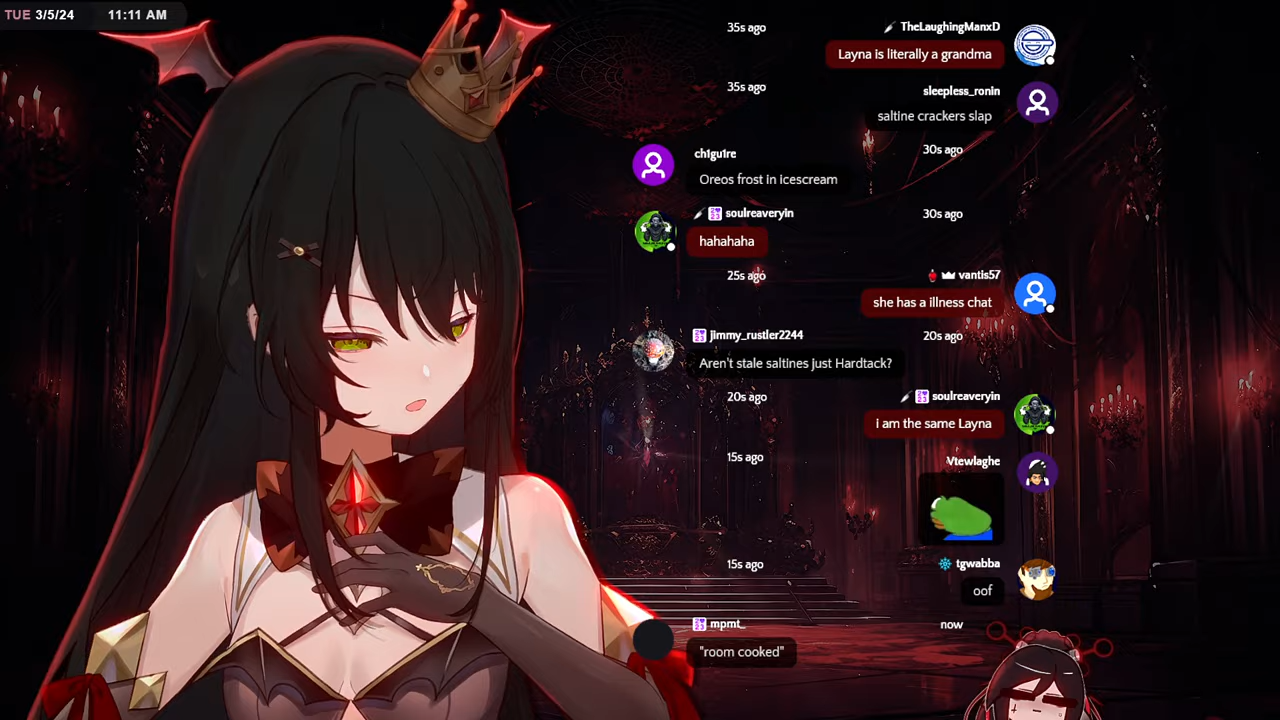 TUE 3/5/24 11:11 AM
35s ago
TheLaughingManxD
Layna is literally a grandma
35s ago
sleepless_ronin
saltine crackers slap
30s ago
ch1gu1re
Oreos frost in icescream
30s ago
soulreaveryin
hahahaha
25s ago
vantis57
she has a illness chat
20s ago
jimmy_rustler2244
Aren't stale saltines just Hardtack?
20s ago
soulreaveryin
i am the same Layna
15s ago
Vtewlaghe
15s ago
tgwabba
oof
now
mpmt_
"room cooked"